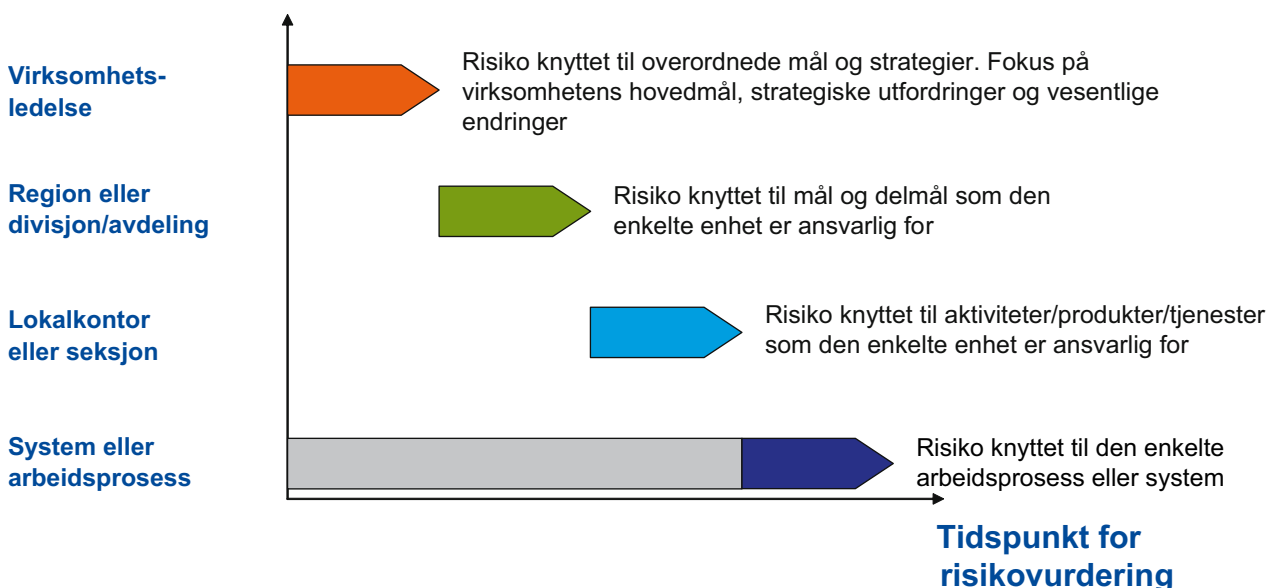 Virksomhets-
ledelse
Risiko knyttet til overordnede mål og strategier. Fokus på
virksomhetens hovedmål, strategiske utfordringer og vesentlige
endringer
Region eller
divisjon/avdeling
Risiko knyttet til mål og delmål som den
enkelte enhet er ansvarlig for
Lokalkontor
eller seksjon
Risiko knyttet til aktiviteter/produkter/tjenester
som den enkelte enhet er ansvarlig for
System eller
arbeidsprosess
Risiko knyttet til den enkelte
arbeidsprosess eller system
Tidspunkt for
risikovurdering